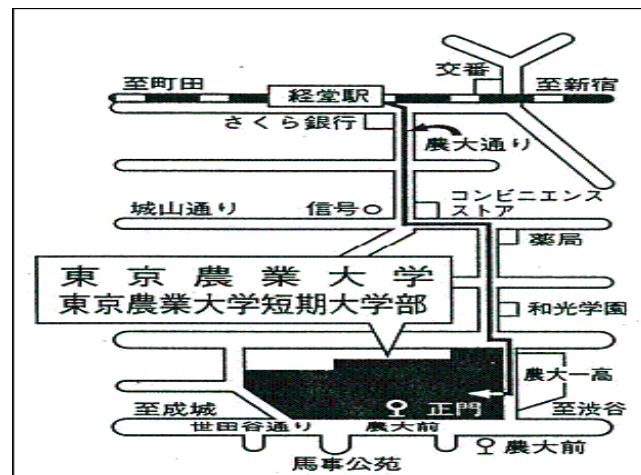 交番
至町田
経堂駅
至新宿
さくら銀行
農大通り
城山通り
信号
コンビニエンス
ストア
薬局
東京農業大学
東京農業大学短期大学部
和光学園
農大一高
至成城
正門
至渋谷
世田谷通り
農大前
農大前
馬事公苑